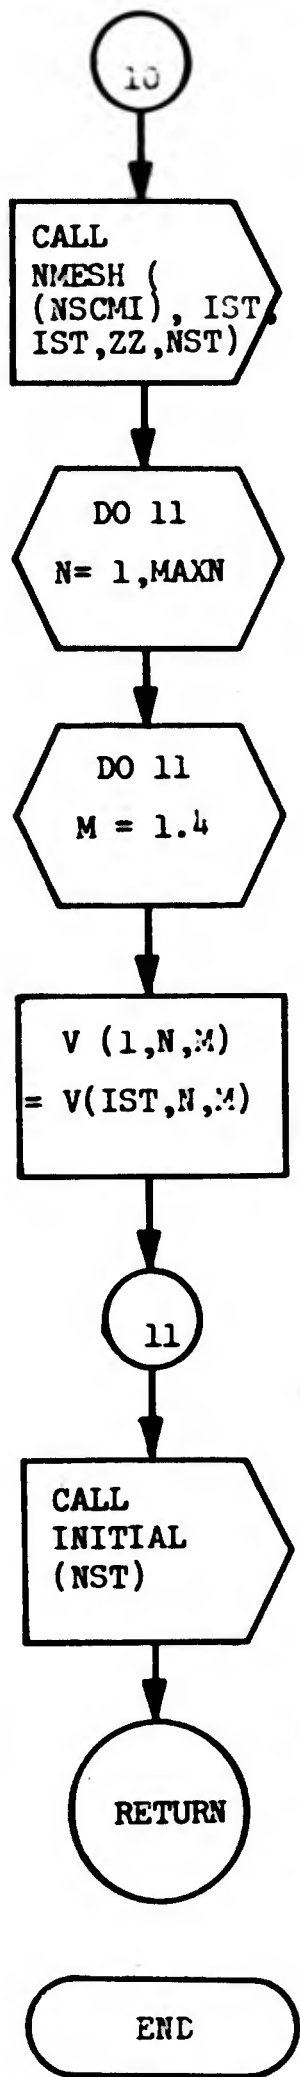 10
CALL
NMESH (
(NSCMI), IST,
IST,ZZ,NST)
DO 11
N= 1,MAXN
DO 11
M = 1.4
V (1,N,M)
= V(IST,N,M)
11
CALL
INITIAL
(NST)
RETURN
END